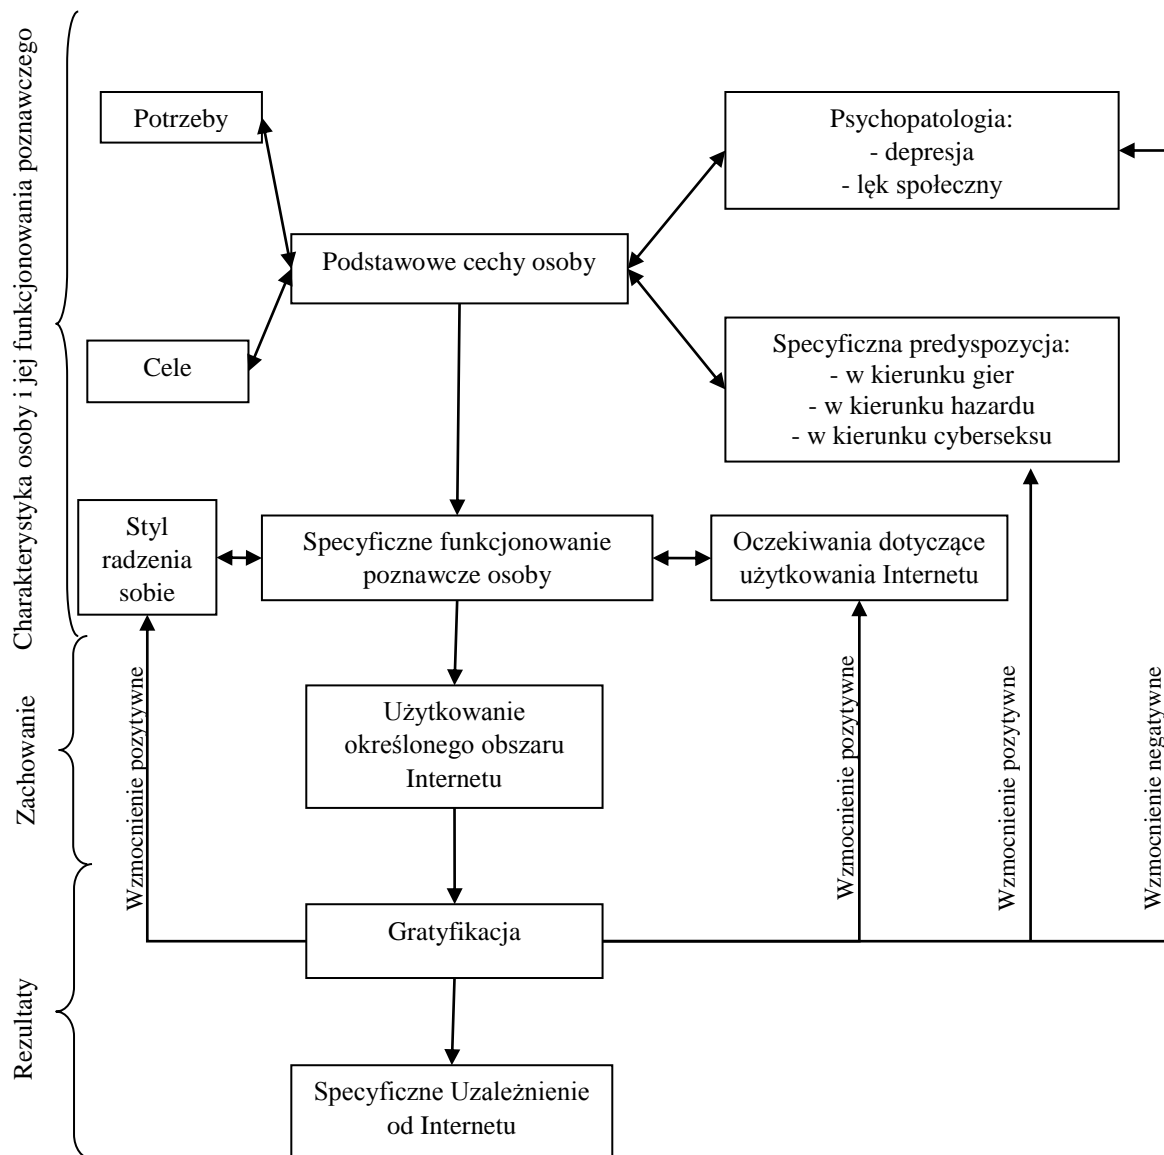 Charakterystyka osoby i jej funkcjonowania poznawczego
Potrzeby
Psychopatologia:
- depresja
- lęk społeczny
Podstawowe cechy osoby
Cele
Specyficzna predyspozycja:
- w kierunku gier
- w kierunku hazardu
- w kierunku cyberseksu
Styl
radzenia
sobie
Specyficzne funkcjonowanie
poznawcze osoby
Oczekiwania dotyczące
użytkowania Internetu
Zachowanie
Wzmocnienie pozytywne
Użytkowanie
określonego obszaru
Internetu
Wzmocnienie pozytywne
Wzmocnienie pozytywne
Wzmocnienie negatywne
Rezultaty
Gratyfikacja
Specyficzne Uzależnienie
od Internetu